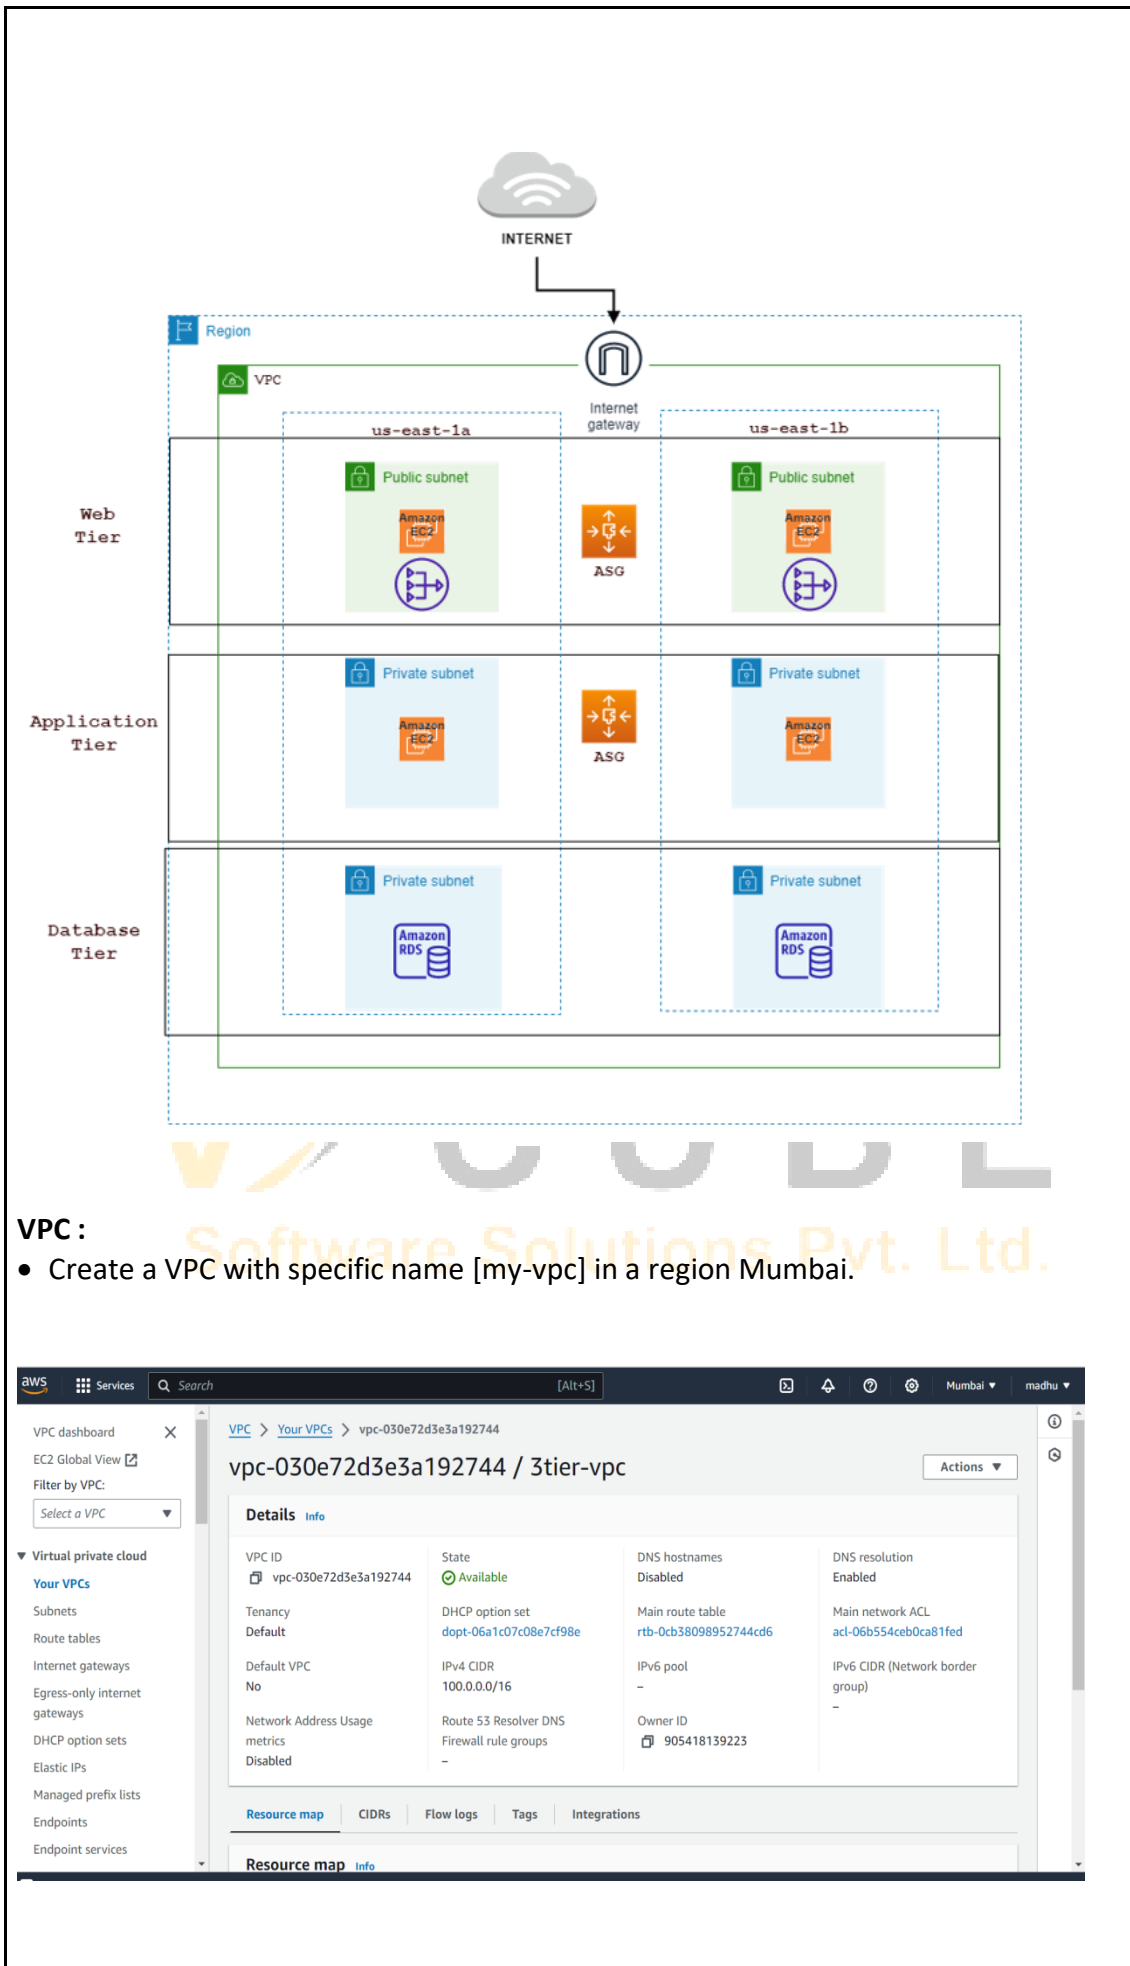 INTERNET
Region
VPC
Internet
gateway
us-east-1a
us-east-1b
Public subnet
Public subnet
Web
Tier
Amazon
EC2
Amazon
EC2
ASG
Private subnet
Private subnet
Application
Tier
Amazon
EC2
Amazon
EC2
ASG
Private subnet
Private subnet
Database
Tier
Amazon
RDS
Amazon
RDS
VPC :
Software Solutions Pvt. Ltd.
• Create a VPC with specific name [my-vpc] in a region Mumbai.
aws
Services
Search
[Alt+S]
Mumbai
madhu
VPC dashboard
EC2 Global View
Filter by VPC:
Select a VPC
Virtual private cloud
Your VPCs
Subnets
Route tables
Internet gateways
Egress-only internet
gateways
DHCP option sets
Elastic IPs
Managed prefix lists
Endpoints
Endpoint services
VPC > Your VPCs > vpc-030e72d3e3a192744
vpc-030e72d3e3a192744 / 3tier-vpc
Actions
Details Info
VPC ID
vpc-030e72d3e3a192744
State
Available
DNS hostnames
Disabled
DNS resolution
Enabled
Tenancy
Default
DHCP option set
dopt-06a1c07c08e7cf98e
Main route table
rtb-0cb38098952744cd6
Main network ACL
acl-06b554ceb0ca81fed
Default VPC
No
IPv4 CIDR
100.0.0.0/16
IPv6 pool
–
IPv6 CIDR (Network border
group)
–
Network Address Usage
metrics
Disabled
Route 53 Resolver DNS
Firewall rule groups
–
Owner ID
905418139223
Resource map
CIDRs
Flow logs
Tags
Integrations
Resource map Info